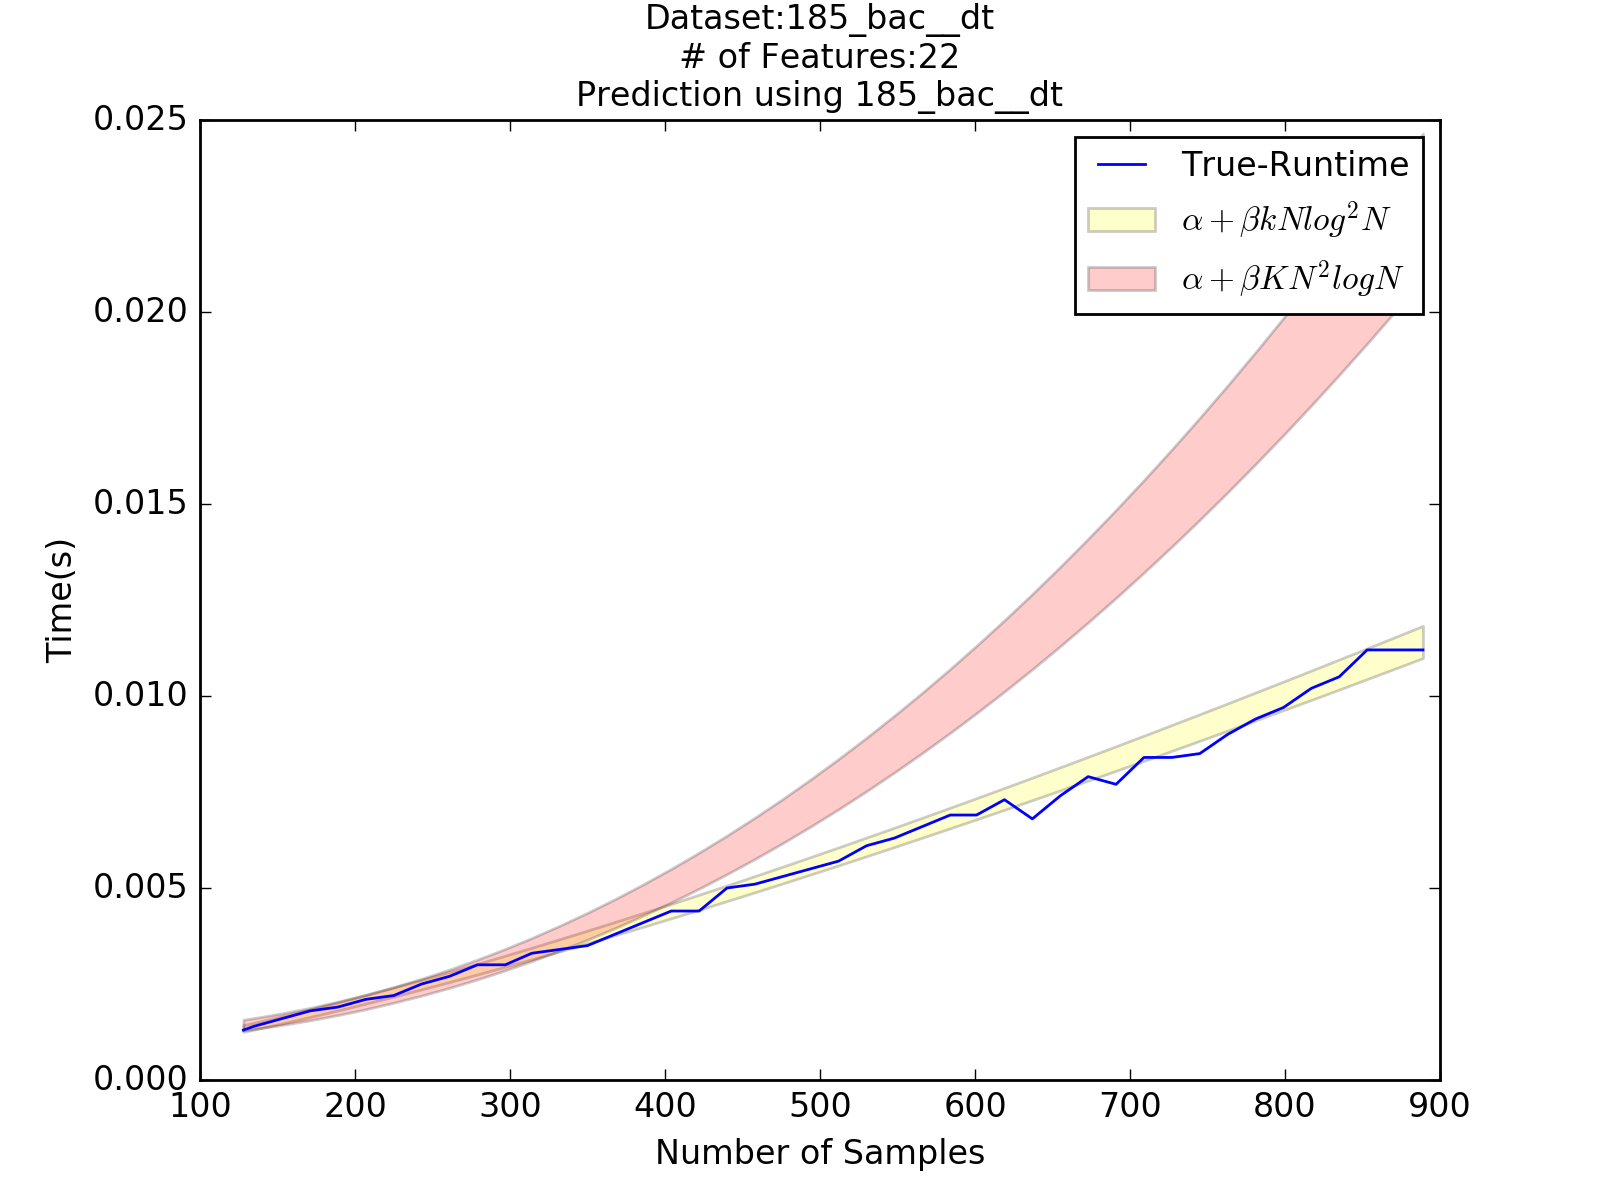 Dataset:185_bac__dt
# of Features:22
Prediction using 185_bac__dt
0.025
0.020
0.015
0.010
0.005
0.000
Time(s)
True-Runtime
α + βkNlog²N
α + βKN²logN
100 200 300 400 500 600 700 800 900
Number of Samples